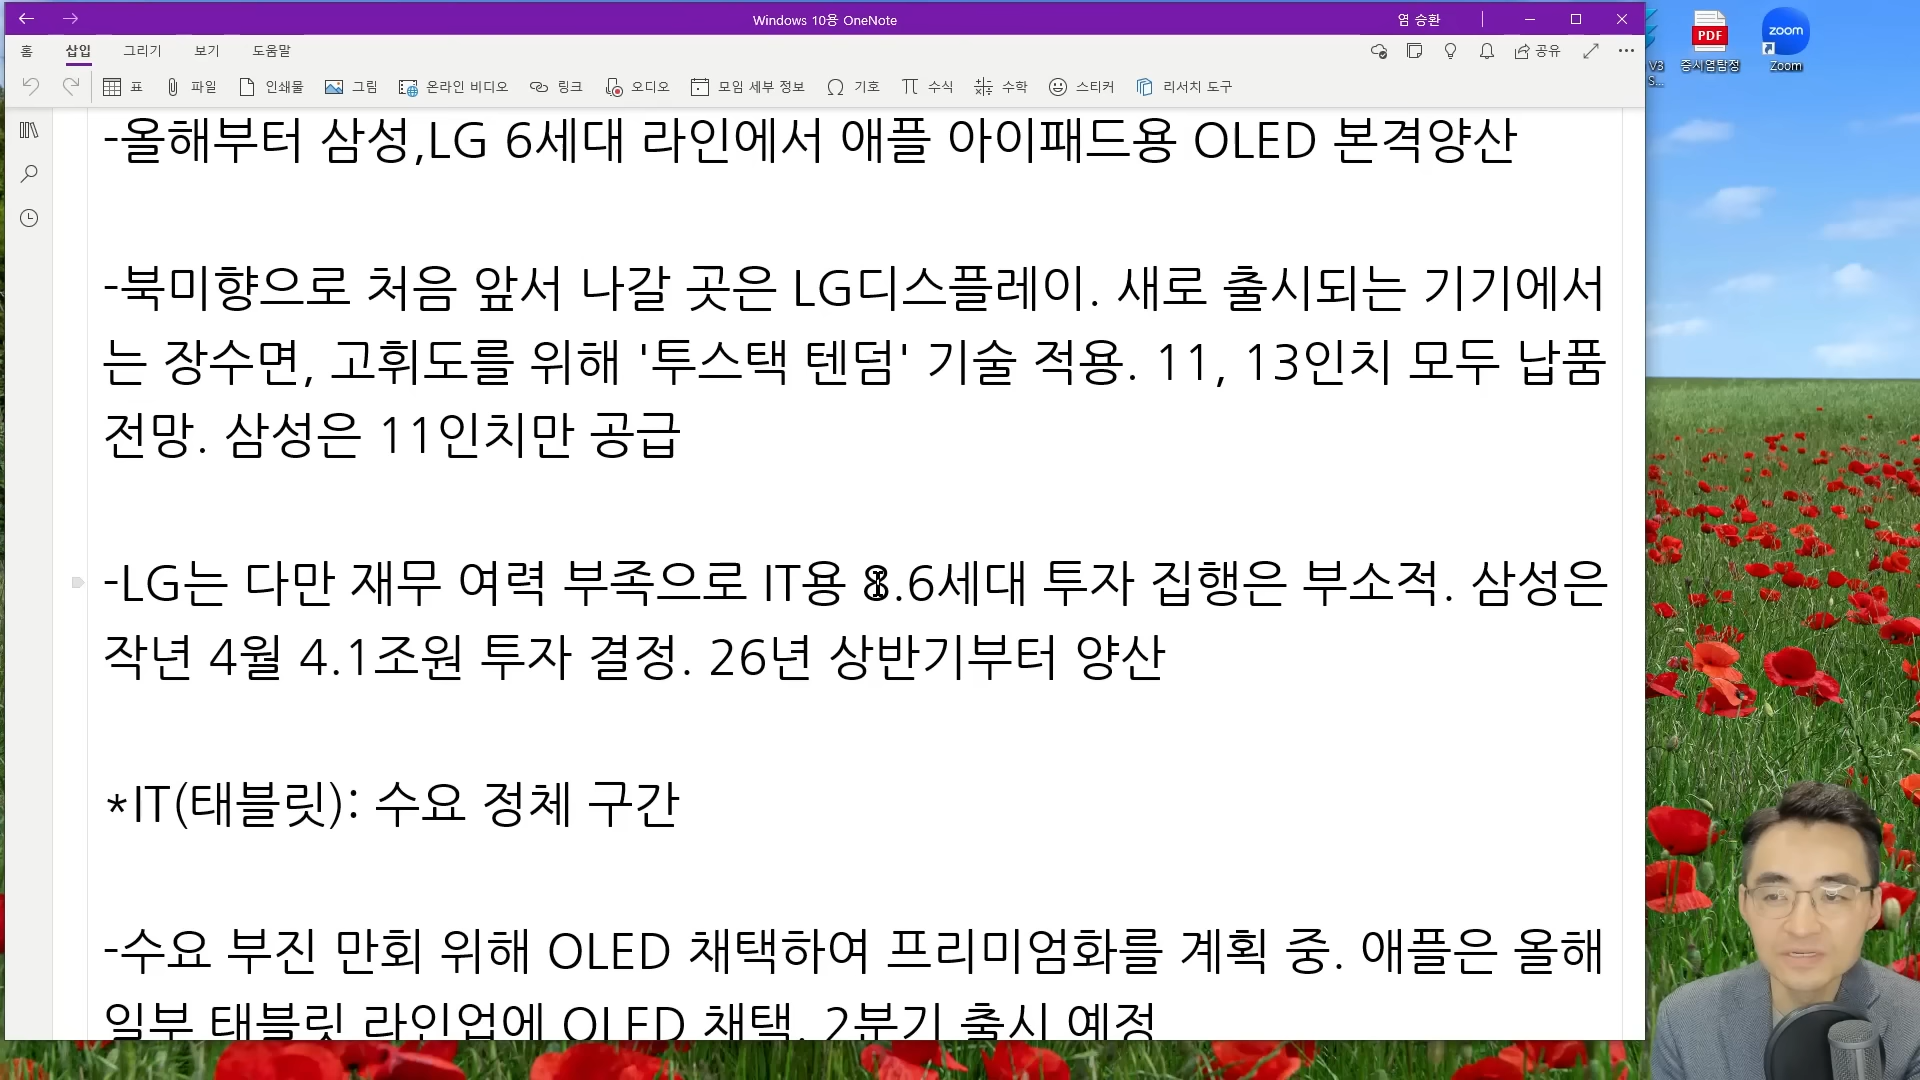 Windows 10용 OneNote
염 승환
홈 삽입 그리기 보기 도움말
공유
표 파일 인쇄물 그림 온라인 비디오 링크 오디오 모임 세부 정보 기호 수식 수학 스티커 리서치 도구
-올해부터 삼성,LG 6세대 라인에서 애플 아이패드용 OLED 본격양산
-북미향으로 처음 앞서 나갈 곳은 LG디스플레이. 새로 출시되는 기기에서
는 장수면, 고휘도를 위해 '투스택 텐덤' 기술 적용. 11, 13인치 모두 납품
전망. 삼성은 11인치만 공급
-LG는 다만 재무 여력 부족으로 IT용 8.6세대 투자 집행은 부소적. 삼성은
작년 4월 4.1조원 투자 결정. 26년 상반기부터 양산
*IT(태블릿): 수요 정체 구간
-수요 부진 만회 위해 OLED 채택하여 프리미엄화를 계획 중. 애플은 올해
일부 태블릿 라인업에 OLED 채택. 2분기 출시 예정
V3
S...
PDF
증시염탐정
zoom
Zoom